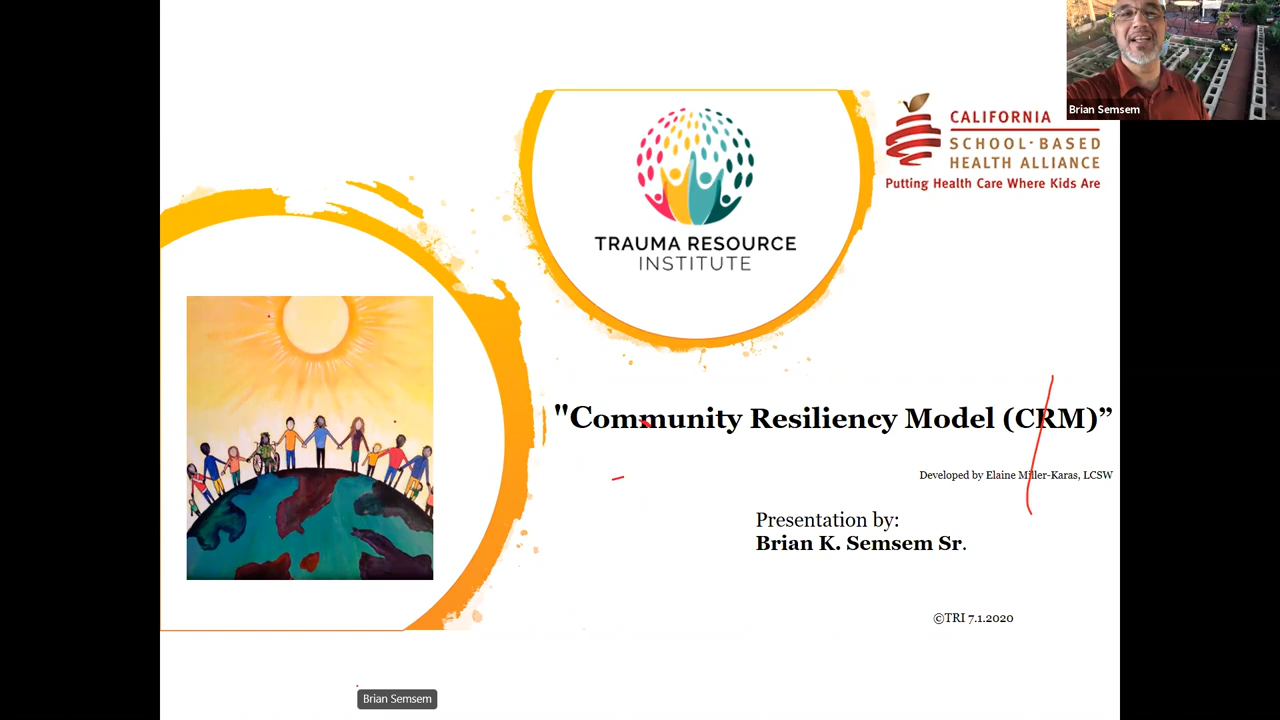 Brian Semsem
CALIFORNIA
SCHOOL-BASED
HEALTH ALLIANCE
Putting Health Care Where Kids Are
TRAUMA RESOURCE
INSTITUTE
"Community Resiliency Model (CRM)”
Developed by Elaine Miller-Karas, LCSW
Presentation by:
Brian K. Semsem Sr.
©TRI 7.1.2020
Brian Semsem